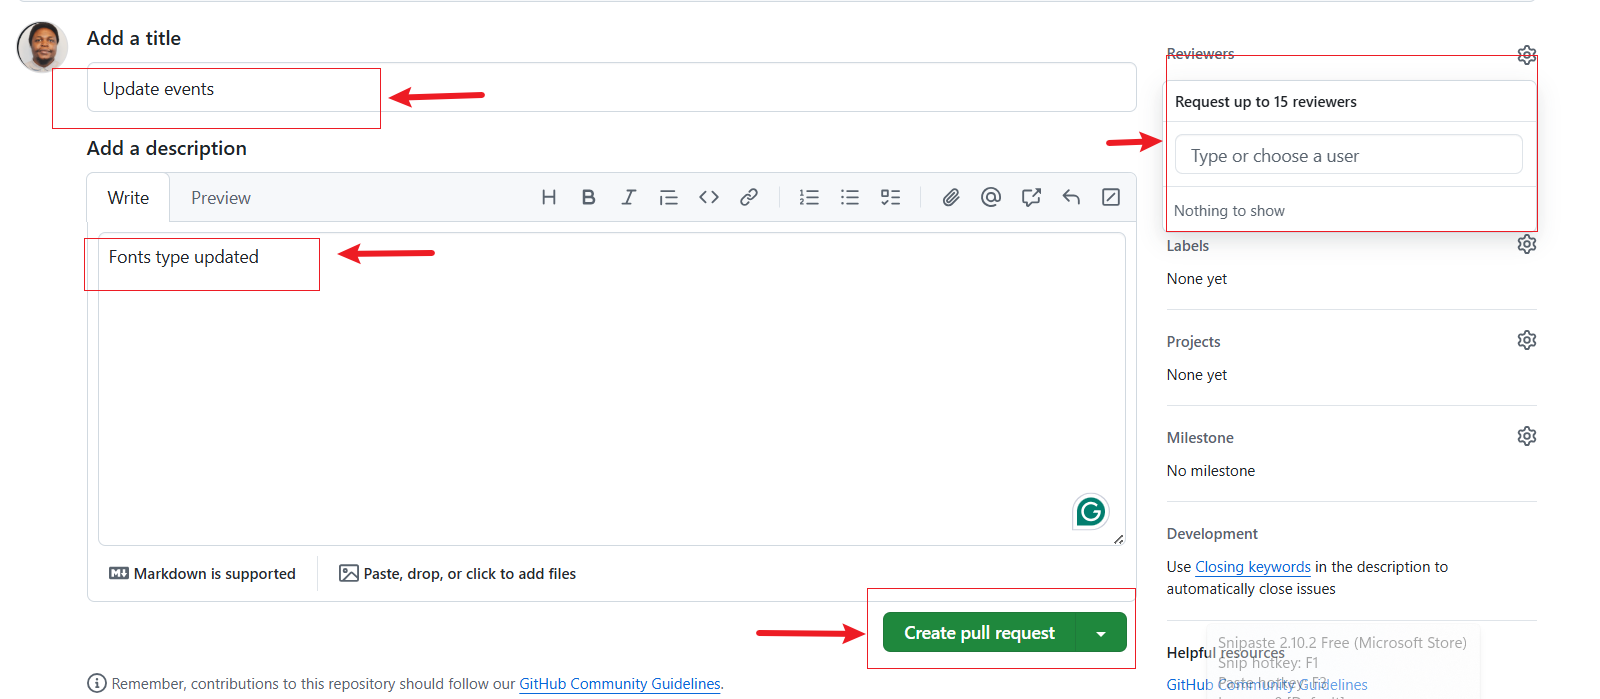 Add a title
Update events
Add a description
Write
Preview
Fonts type updated
Markdown is supported
Paste, drop, or click to add files
Create pull request
Remember, contributions to this repository should follow our GitHub Community Guidelines.
Reviewers
Request up to 15 reviewers
Type or choose a user
Nothing to show
Labels
None yet
Projects
None yet
Milestone
No milestone
Development
Use Closing keywords in the description to
automatically close issues
Helpful resources
GitHub Community Guidelines
Snipaste 2.10.2 Free (Microsoft Store)
Snip hotkey: F1
Paste hotkey: F3